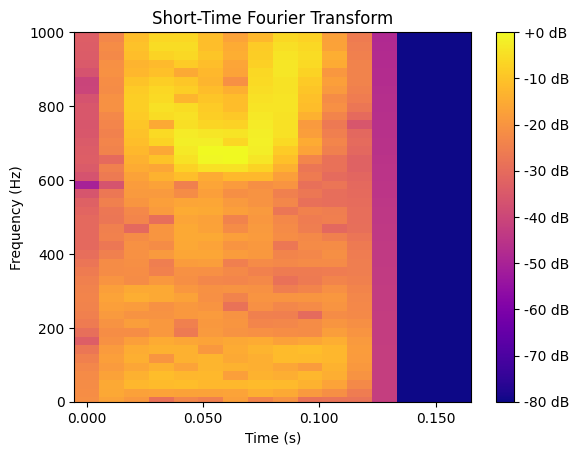 Short-Time Fourier Transform
1000
800
600
400
200
0
Frequency (Hz)
0.000
0.050
0.100
0.150
Time (s)
+0 dB
-10 dB
-20 dB
-30 dB
-40 dB
-50 dB
-60 dB
-70 dB
-80 dB